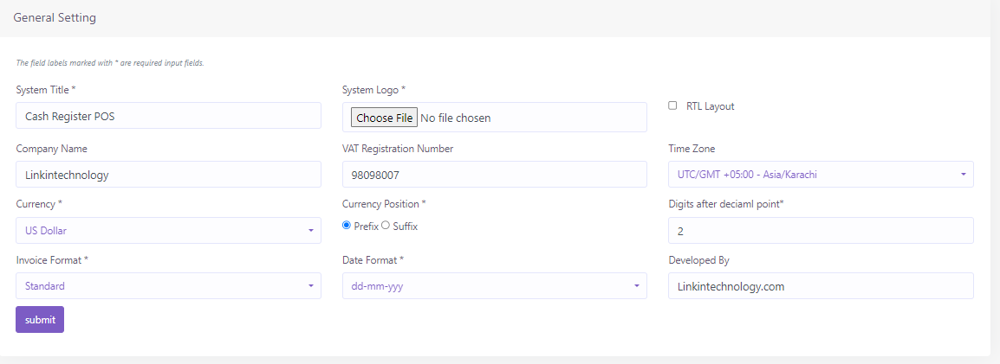 General Setting
The field labels marked with * are required input fields.
System Title *
System Logo *
Cash Register POS
Choose File No file chosen
RTL Layout
Company Name
VAT Registration Number
Time Zone
Linkintechnology
98098007
UTC/GMT +05:00 - Asia/Karachi
Currency *
Currency Position *
Digits after deciaml point*
US Dollar
Prefix Suffix
2
Invoice Format *
Date Format *
Developed By
Standard
dd-mm-yyy
Linkintechnology.com
submit